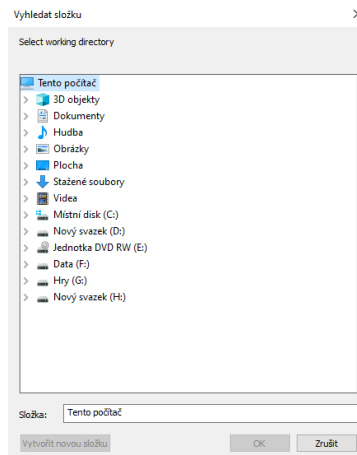 Vyhledat složku
Select working directory
Tento počítač
3D objekty
Dokumenty
Hudba
Obrázky
Plocha
Stažené soubory
Videa
Místní disk (C:)
Nový svazek (D:)
Jednotka DVD RW (E:)
Data (F:)
Hry (G:)
Nový svazek (H:)
Složka: Tento počítač
Vytvořit novou složku OK Zrušit